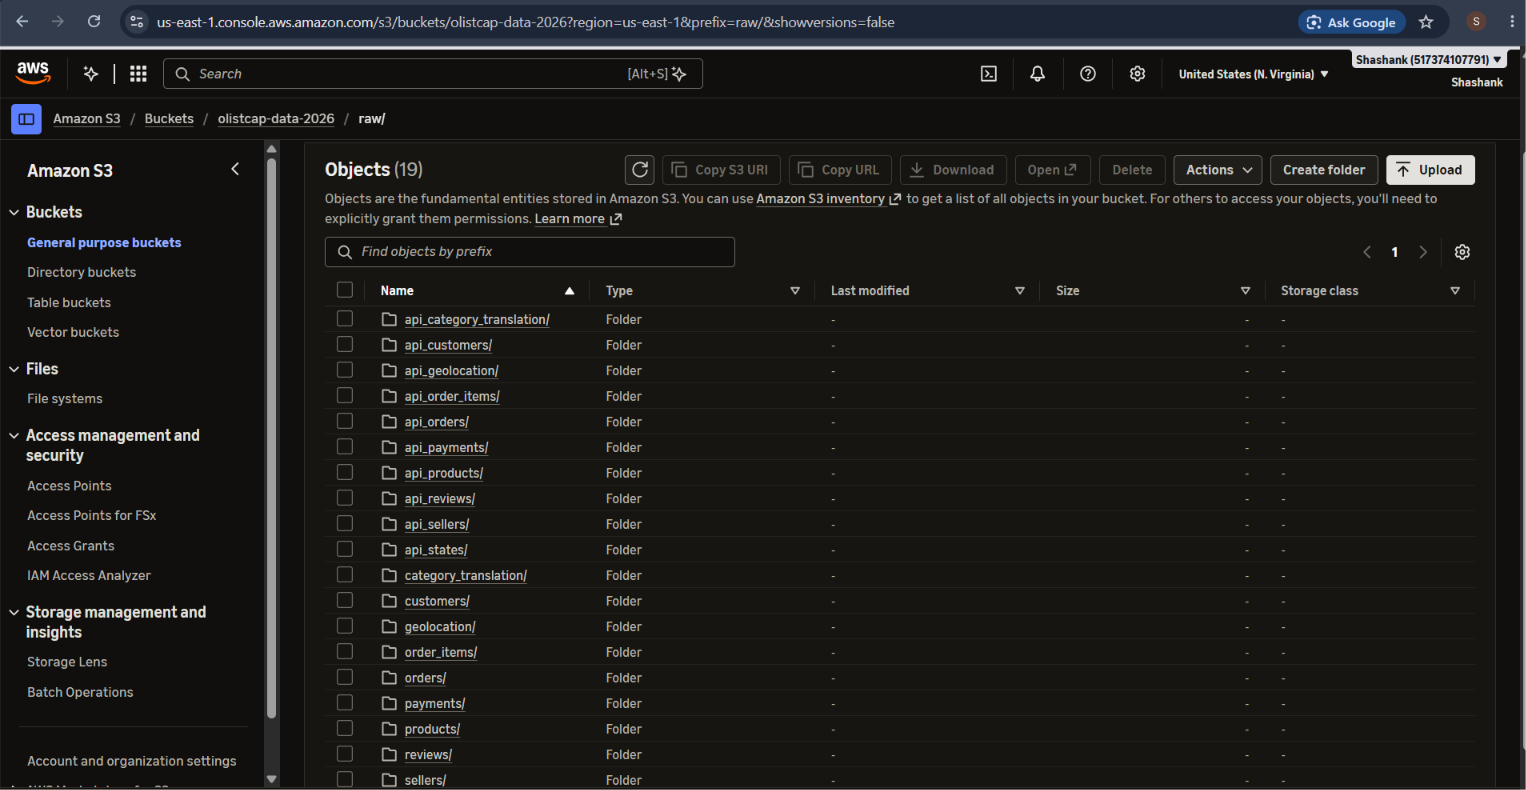 us-east-1.console.aws.amazon.com/s3/buckets/olistcap-data-2026?region=us-east-1&prefix=raw/&showversions=false
Ask Google
S
aws
Search
[Alt+S]
United States (N. Virginia)
Shashank (517374107791)
Shashank
Amazon S3 / Buckets / olistcap-data-2026 / raw/
Amazon S3
Buckets
General purpose buckets
Directory buckets
Table buckets
Vector buckets
Files
File systems
Access management and
security
Access Points
Access Points for FSx
Access Grants
IAM Access Analyzer
Storage management and
insights
Storage Lens
Batch Operations
Account and organization settings
Objects (19)
Copy S3 URI
Copy URL
Download
Open
Delete
Actions
Create folder
Upload
Objects are the fundamental entities stored in Amazon S3. You can use Amazon S3 inventory to get a list of all objects in your bucket. For others to access your objects, you'll need to
explicitly grant them permissions. Learn more
Find objects by prefix
1
Name Type Last modified Size Storage class
api_category_translation/ Folder - - -
api_customers/ Folder - - -
api_geolocation/ Folder - - -
api_order_items/ Folder - - -
api_orders/ Folder - - -
api_payments/ Folder - - -
api_products/ Folder - - -
api_reviews/ Folder - - -
api_sellers/ Folder - - -
api_states/ Folder - - -
category_translation/ Folder - - -
customers/ Folder - - -
geolocation/ Folder - - -
order_items/ Folder - - -
orders/ Folder - - -
payments/ Folder - - -
products/ Folder - - -
reviews/ Folder - - -
sellers/ Folder - - -